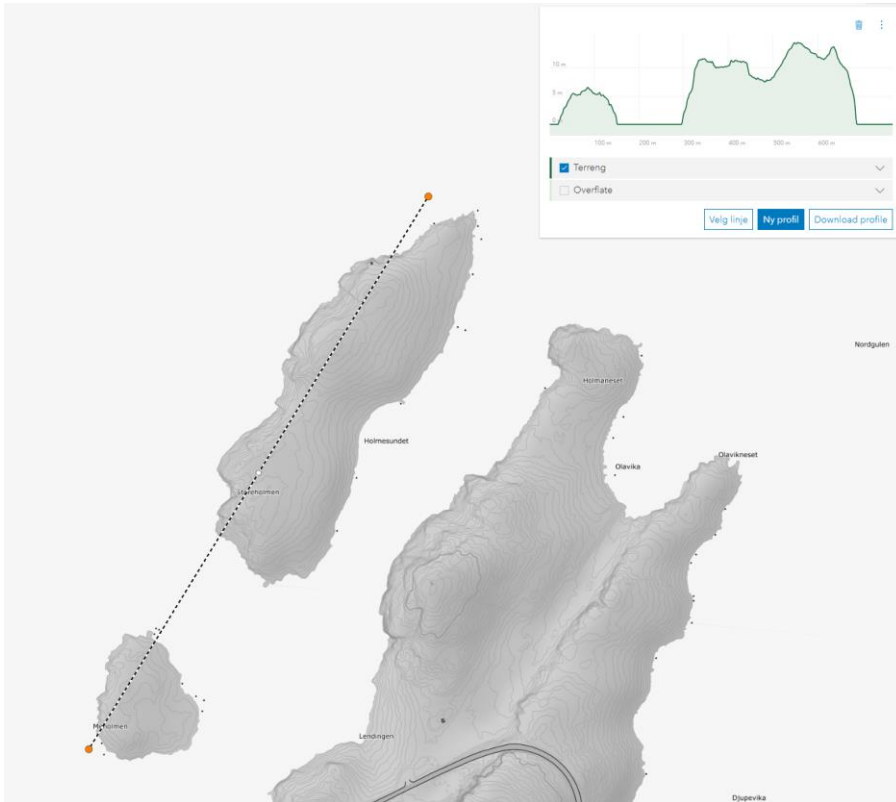 10 m
5 m
0 m
100 m 200 m 300 m 400 m 500 m 600 m
Terreng
Overflate
Velg linje Ny profil Download profile
Nordgulen
Holmaneset
Holmesundet
Olavikneset
Olavika
Lendingen
Djupevika